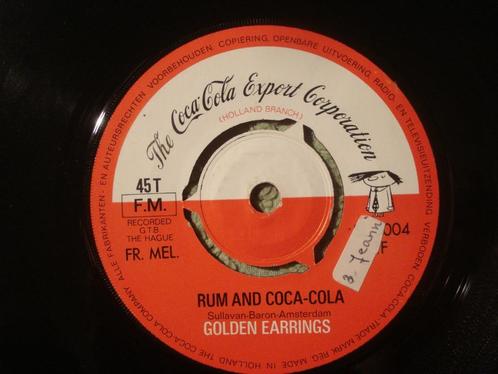 ALLE FABRIKANTEN - EN AUTEURSRECHTEN VOORBEHOUDEN. COPIERING, OPENBARE UITVOERING, RADIO- EN TELEVISIEUITZENDING VERBODEN.
The Coca-Cola Export Corporation
(HOLLAND BRANCH)
45 T
F.M.
RECORDED
G.T.B.
THE HAGUE
FR. MEL.
004
F
3. Jeann
RUM AND COCA-COLA
Sullavan-Baron-Amsterdam
GOLDEN EARRINGS
COCA-COLA TRADE MARK REG. MADE IN HOLLAND THE COCA-COLA COMPANY